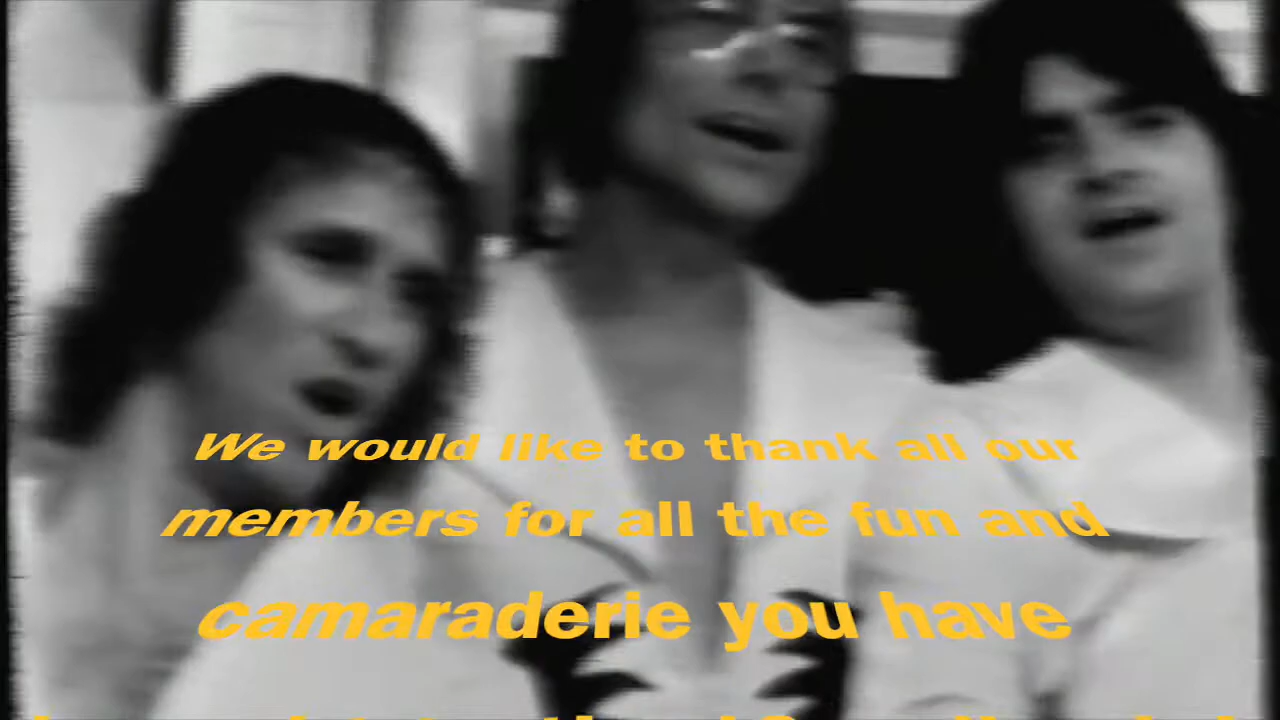 We would like to thank all our
members for all the fun and
camaraderie you have